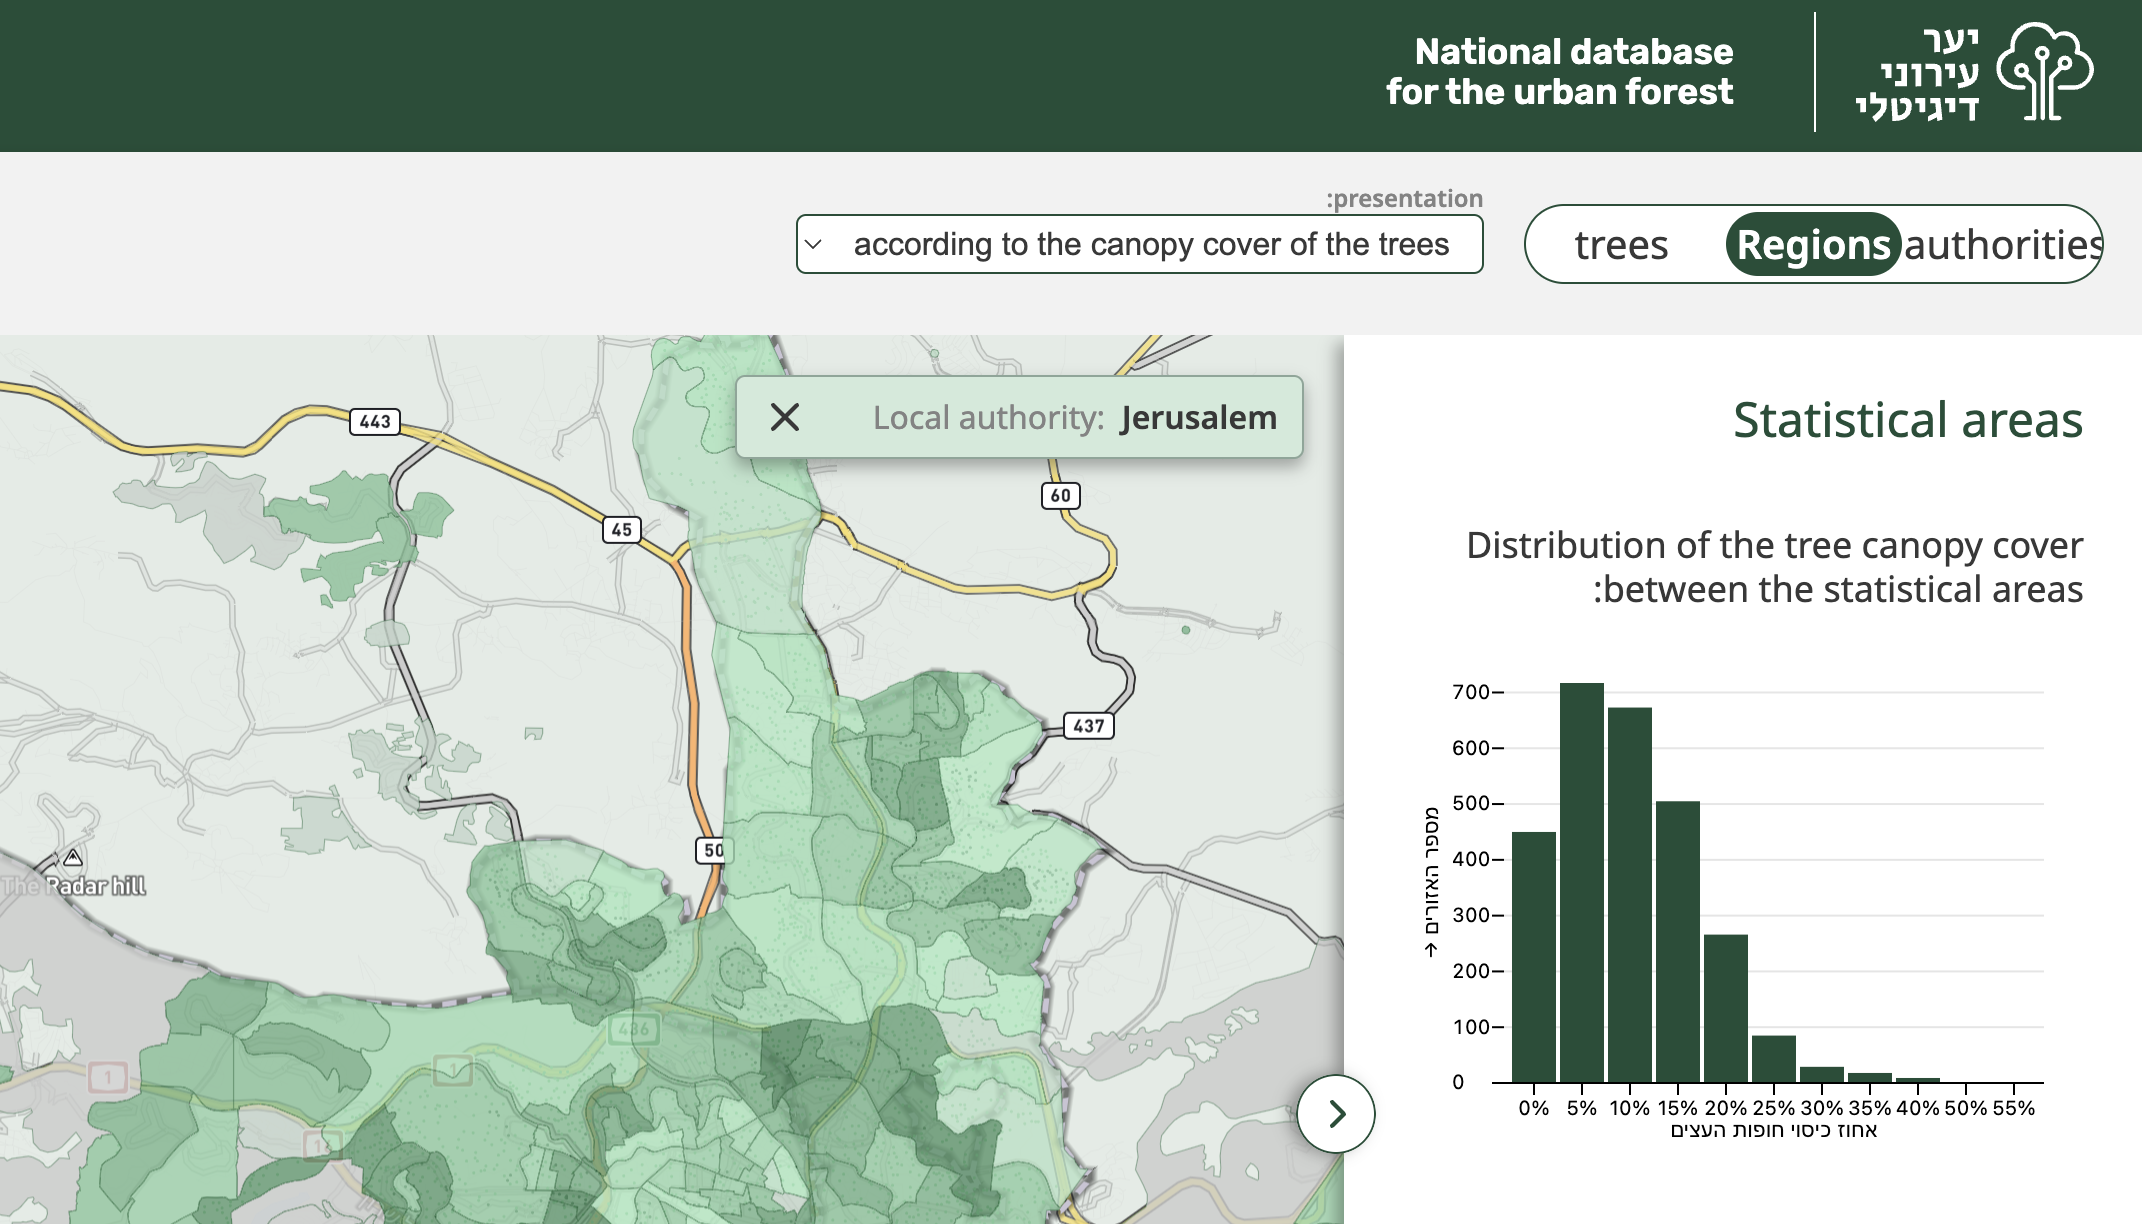 National database
for the urban forest
יער
עירוני
דיגיטלי
:presentation
according to the canopy cover of the trees
trees
Regions
authorities
Local authority: Jerusalem
443
45
60
437
50
The Radar hill
436
1
1
1
Statistical areas
Distribution of the tree canopy cover
:between the statistical areas
700
600
500
400
300
200
100
0
מספר האזורים →
0% 5% 10% 15% 20% 25% 30% 35% 40% 50% 55%
אחוז כיסוי חופות העצים